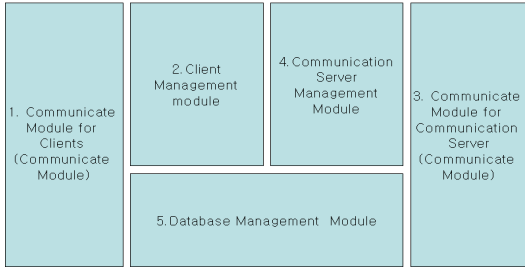 1. Communicate
Module for
Clients
(Communicate
Module)
2. Client
Management
module
4. Communication
Server
Management
Module
3. Communicate
Module for
Communication
Server
(Communicate
Module)
5. Database Management Module